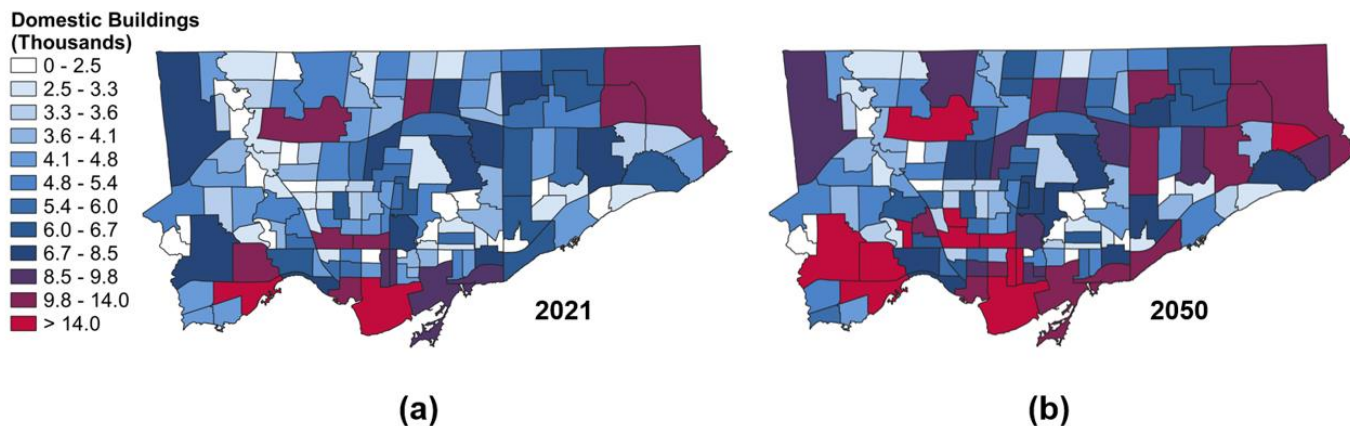 Domestic Buildings
(Thousands)
0 - 2.5
2.5 - 3.3
3.3 - 3.6
3.6 - 4.1
4.1 - 4.8
4.8 - 5.4
5.4 - 6.0
6.0 - 6.7
6.7 - 8.5
8.5 - 9.8
9.8 - 14.0
> 14.0
2021
2050
(a)
(b)